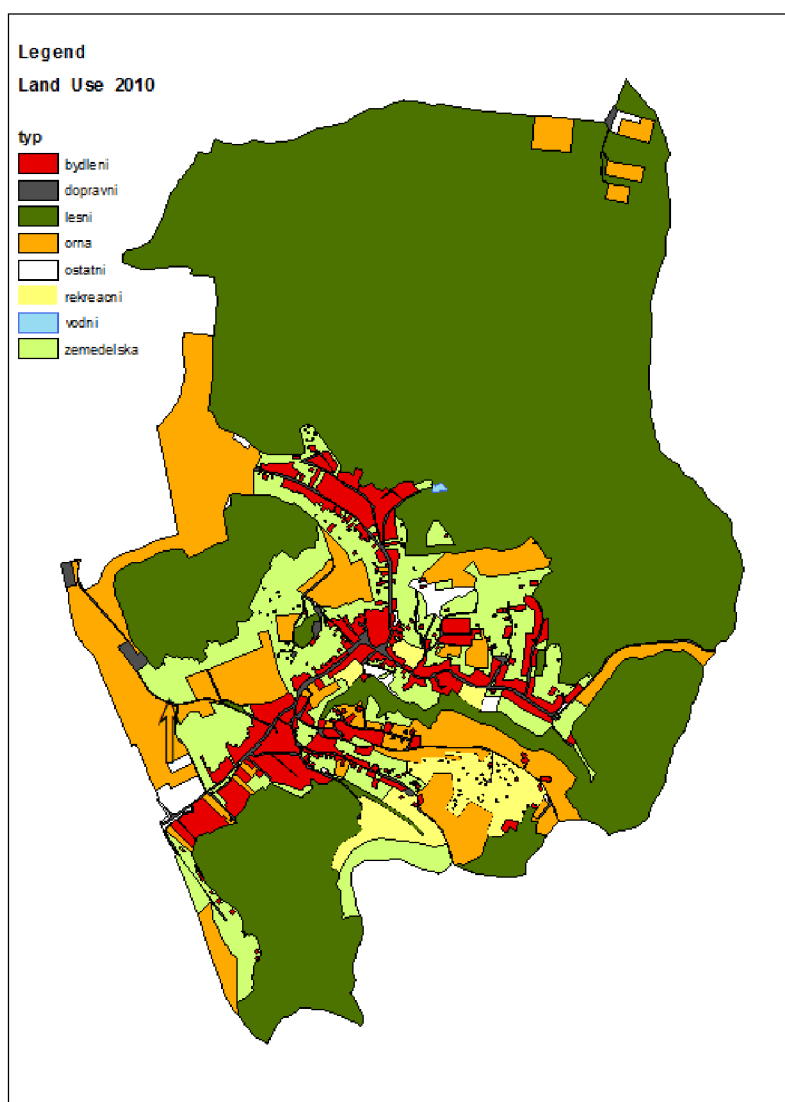 Legend
Land Use 2010
typ
bydleni
dopravni
lesni
orna
ostatni
rekreacni
vodni
zemedelska